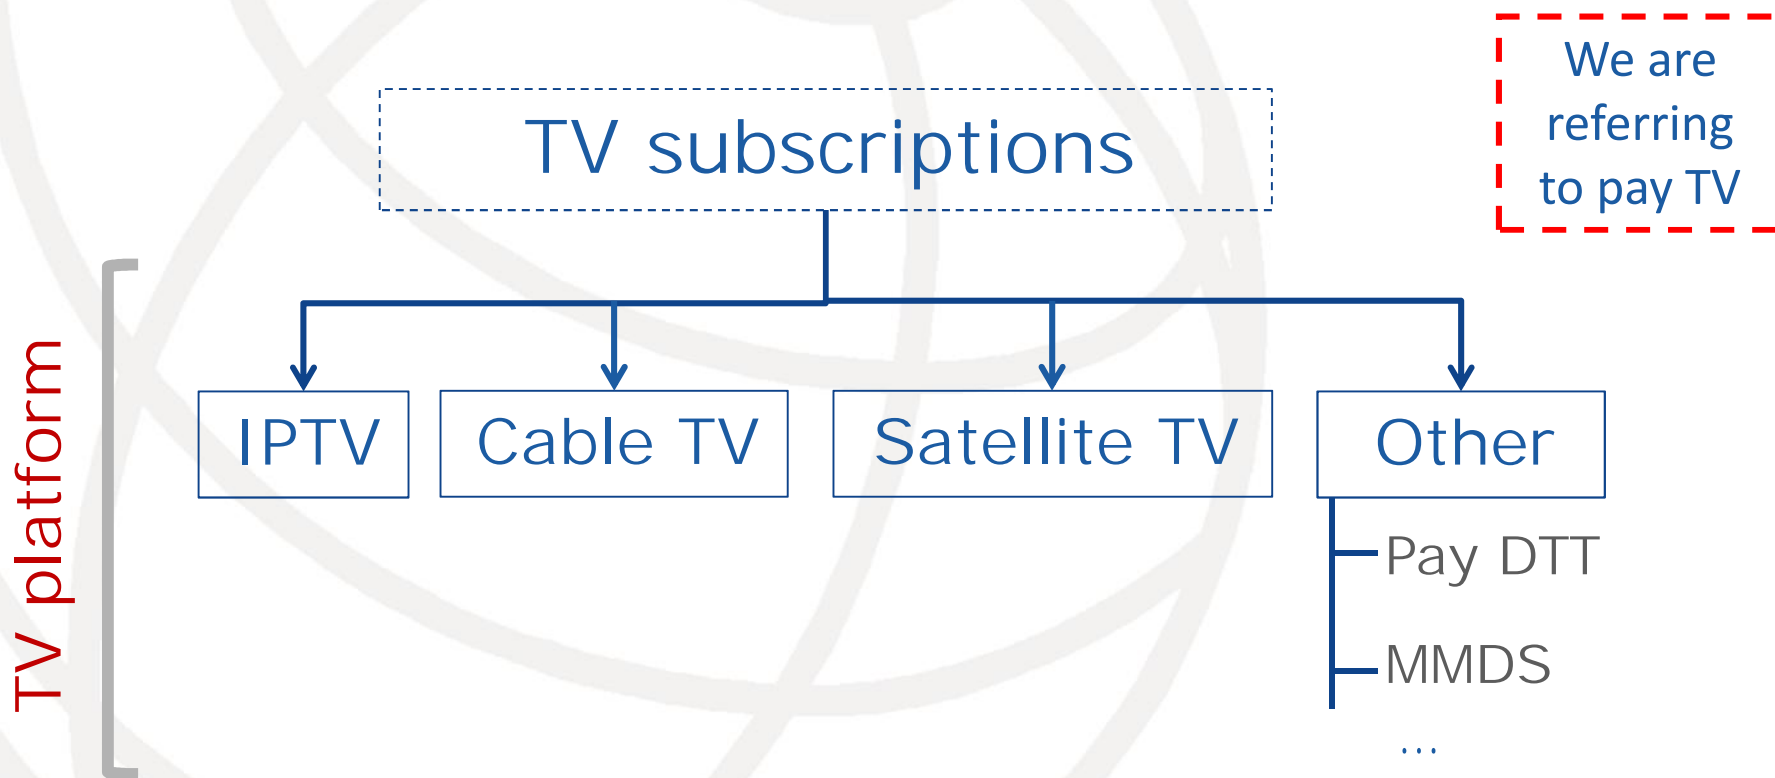 We are
referring
to pay TV
TV subscriptions
TV platform
IPTV
Cable TV
Satellite TV
Other
Pay DTT
MMDS
...